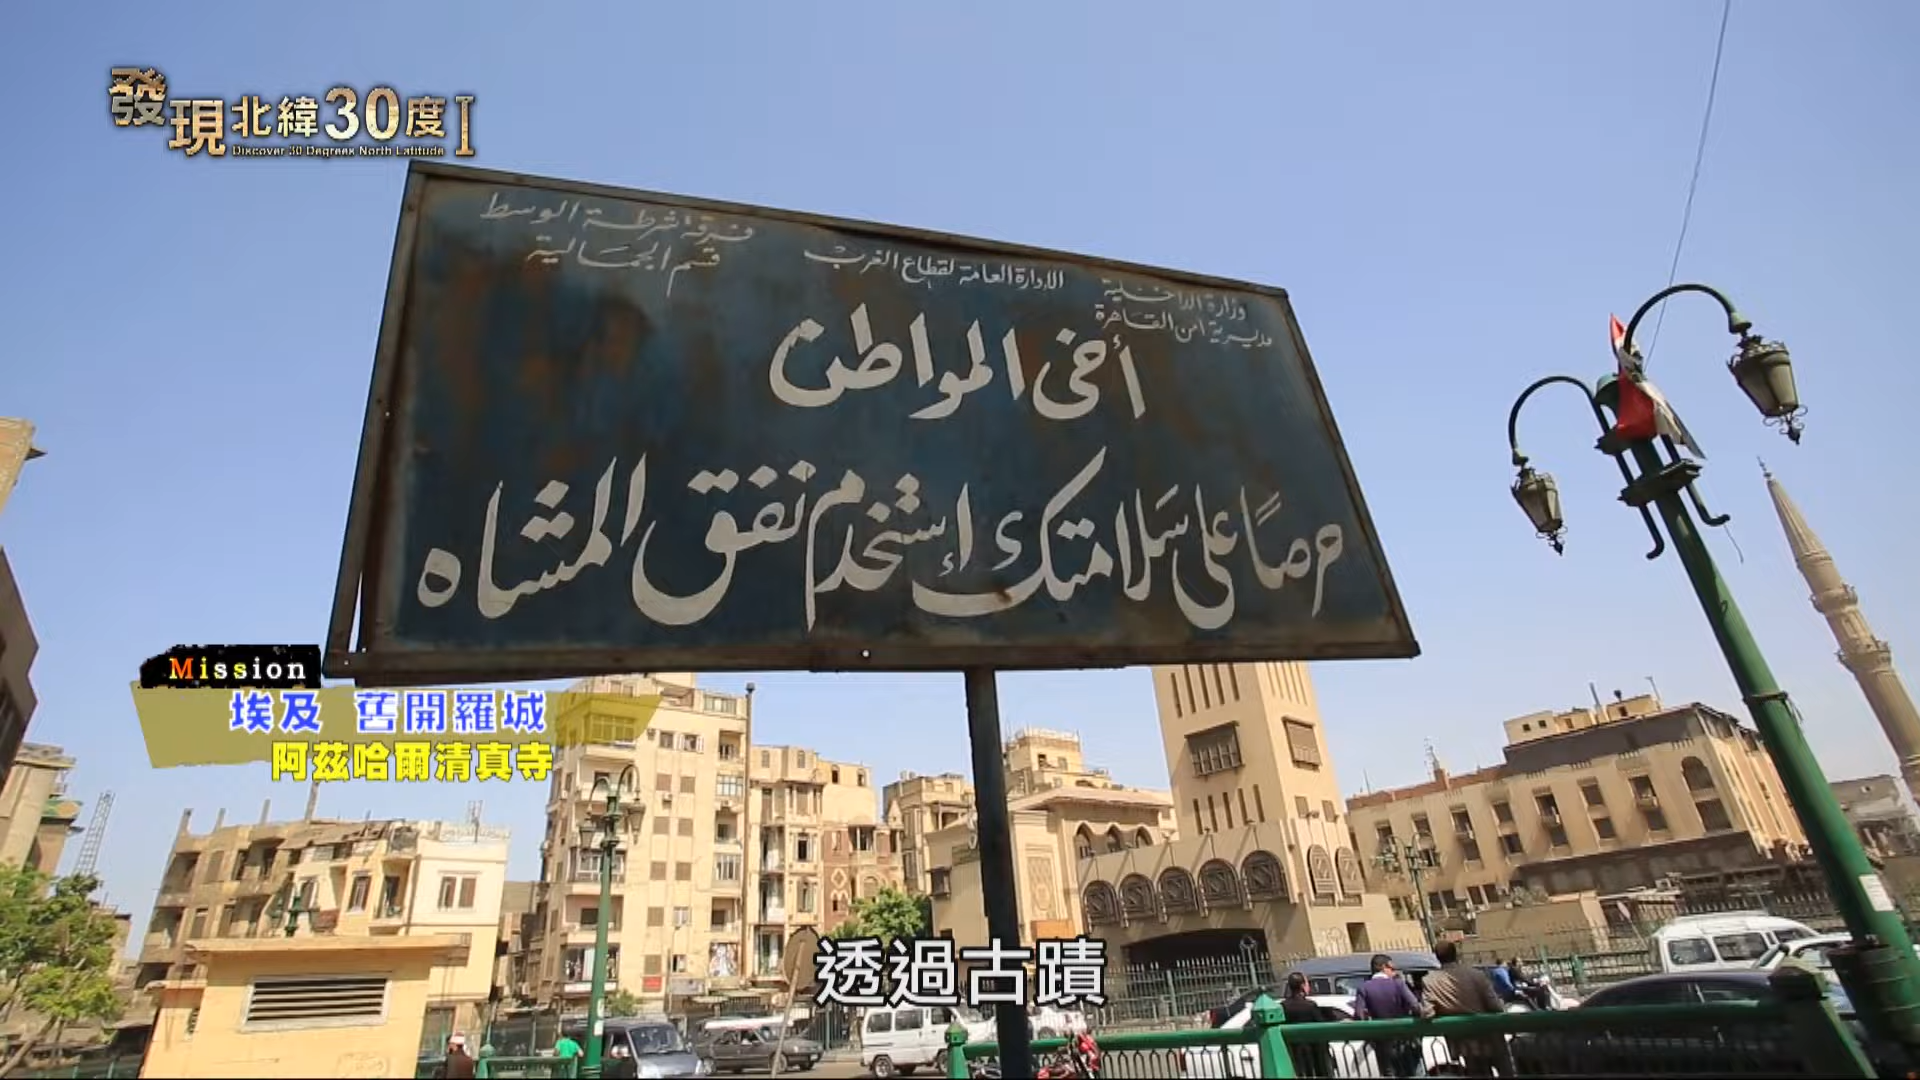 發現北緯30度I
Discover 30 Degrees North Latitude
وزارة الداخلية
مديرية امن القاهرة
الإدارة العامة لقطاع الغرب
فرقة شرطة الوسط
قسم الجمالية
أخى المواطن
حرصاً على سلامتك إستخدم نفق المشاه
Mission
埃及 舊開羅城
阿茲哈爾清真寺
透過古蹟